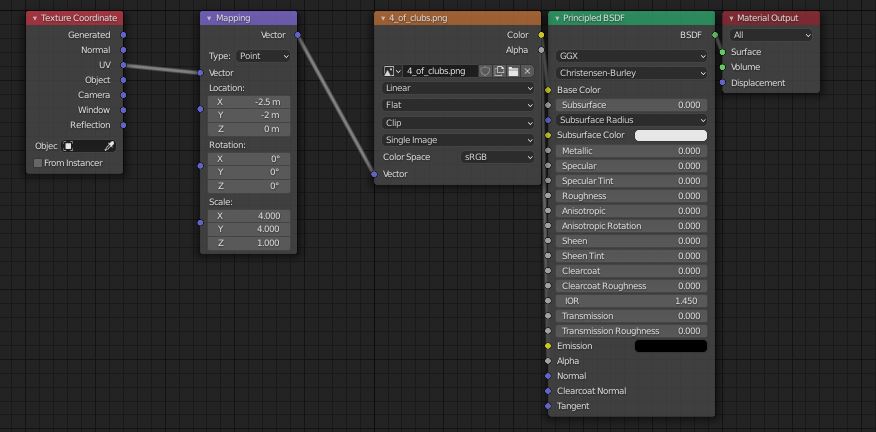 Texture Coordinate
Generated
Normal
UV
Object
Camera
Window
Reflection
Objec
From Instancer
Mapping
Vector
Type: Point
Vector
Location:
X -2.5 m
Y -2 m
Z 0 m
Rotation:
X 0°
Y 0°
Z 0°
Scale:
X 4.000
Y 4.000
Z 1.000
4_of_clubs.png
Color
Alpha
4_of_clubs.png
Linear
Flat
Clip
Single Image
Color Space sRGB
Vector
Principled BSDF
BSDF
GGX
Christensen-Burley
Base Color
Subsurface 0.000
Subsurface Radius
Subsurface Color
Metallic 0.000
Specular 0.000
Specular Tint 0.000
Roughness 0.000
Anisotropic 0.000
Anisotropic Rotation 0.000
Sheen 0.000
Sheen Tint 0.000
Clearcoat 0.000
Clearcoat Roughness 0.000
IOR 1.450
Transmission 0.000
Transmission Roughness 0.000
Emission
Alpha
Normal
Clearcoat Normal
Tangent
Material Output
All
Surface
Volume
Displacement